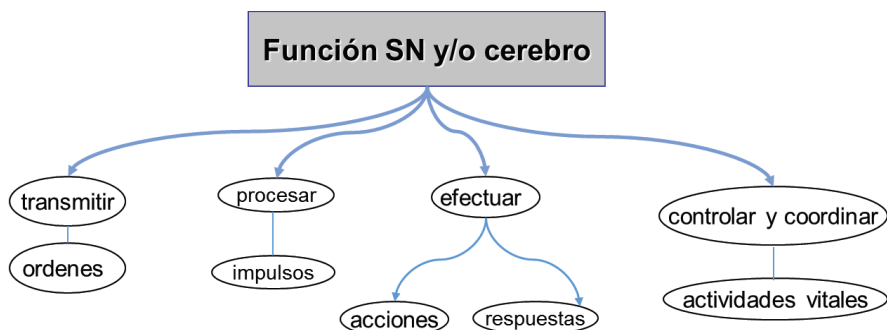 Función SN y/o cerebro
transmitir
procesar
efectuar
controlar y coordinar
ordenes
impulsos
acciones
respuestas
actividades vitales